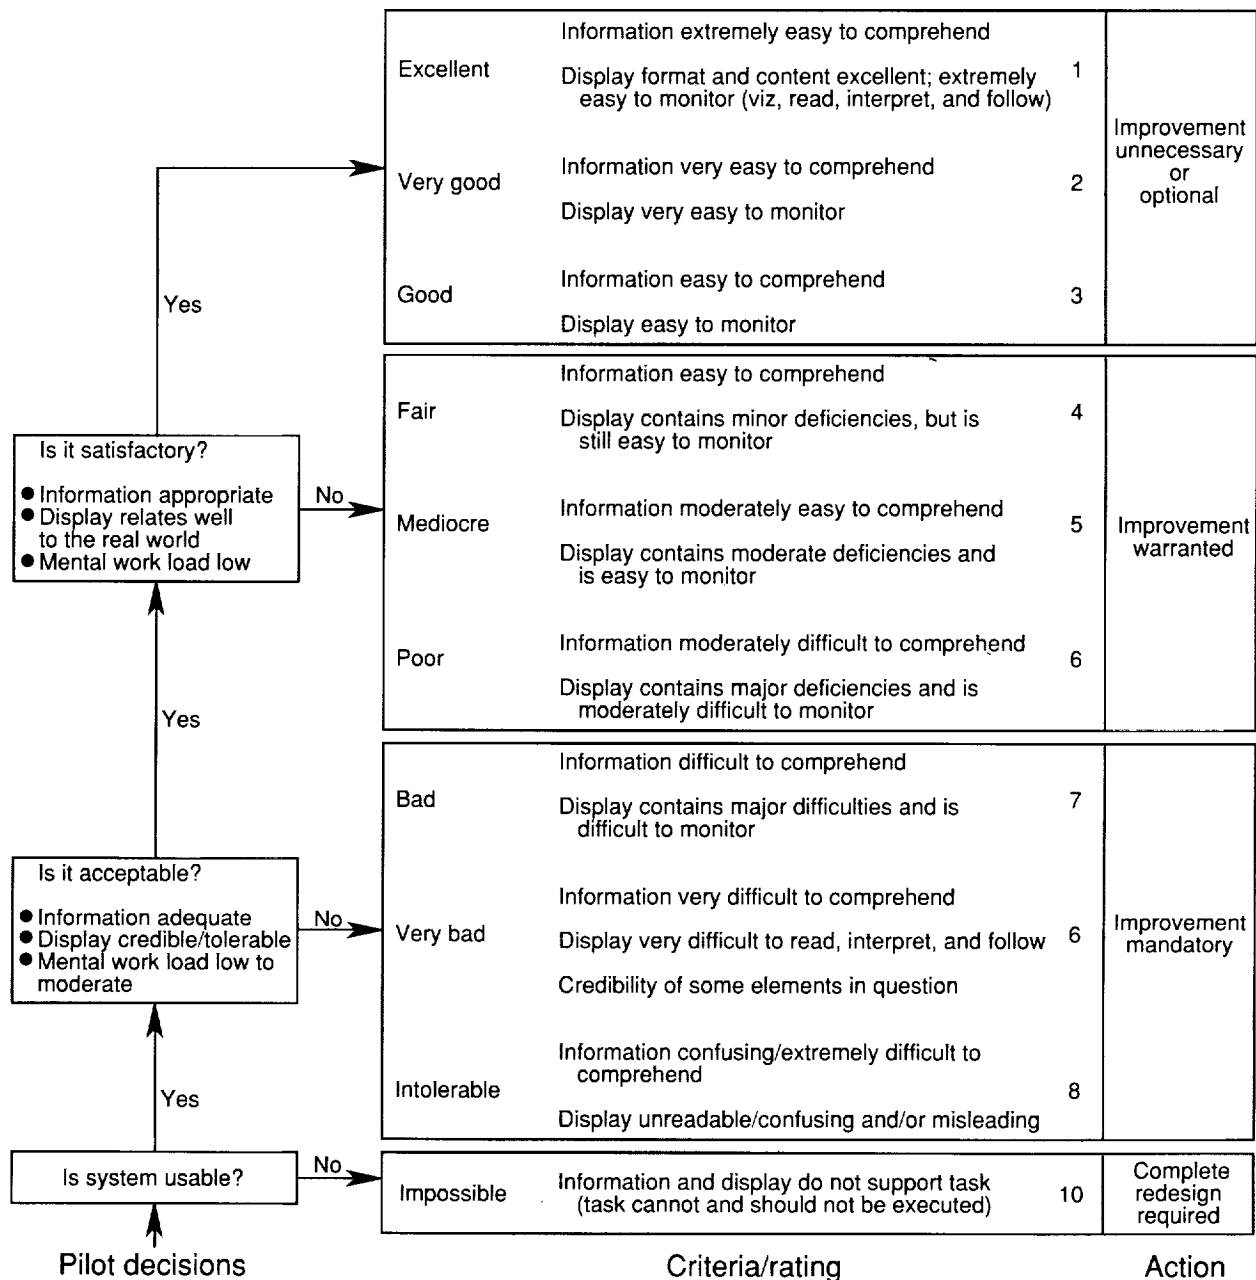 Excellent
Information extremely easy to comprehend
Display format and content excellent; extremely
easy to monitor (viz, read, interpret, and follow)
1
Very good
Information very easy to comprehend
Display very easy to monitor
2
Good
Information easy to comprehend
Display easy to monitor
3
Improvement
unnecessary
or
optional
Yes
Is it satisfactory?
● Information appropriate
● Display relates well
to the real world
● Mental work load low
No
Fair
Information easy to comprehend
Display contains minor deficiencies, but is
still easy to monitor
4
Mediocre
Information moderately easy to comprehend
Display contains moderate deficiencies and
is easy to monitor
5
Poor
Information moderately difficult to comprehend
Display contains major deficiencies and is
moderately difficult to monitor
6
Improvement
warranted
Yes
Is it acceptable?
● Information adequate
● Display credible/tolerable
● Mental work load low to
moderate
No
Bad
Information difficult to comprehend
Display contains major difficulties and is
difficult to monitor
7
Very bad
Information very difficult to comprehend
Display very difficult to read, interpret, and follow
Credibility of some elements in question
6
Intolerable
Information confusing/extremely difficult to
comprehend
Display unreadable/confusing and/or misleading
8
Improvement
mandatory
Yes
Is system usable?
No
Impossible
Information and display do not support task
(task cannot and should not be executed)
10
Complete
redesign
required
Pilot decisions
Criteria/rating
Action